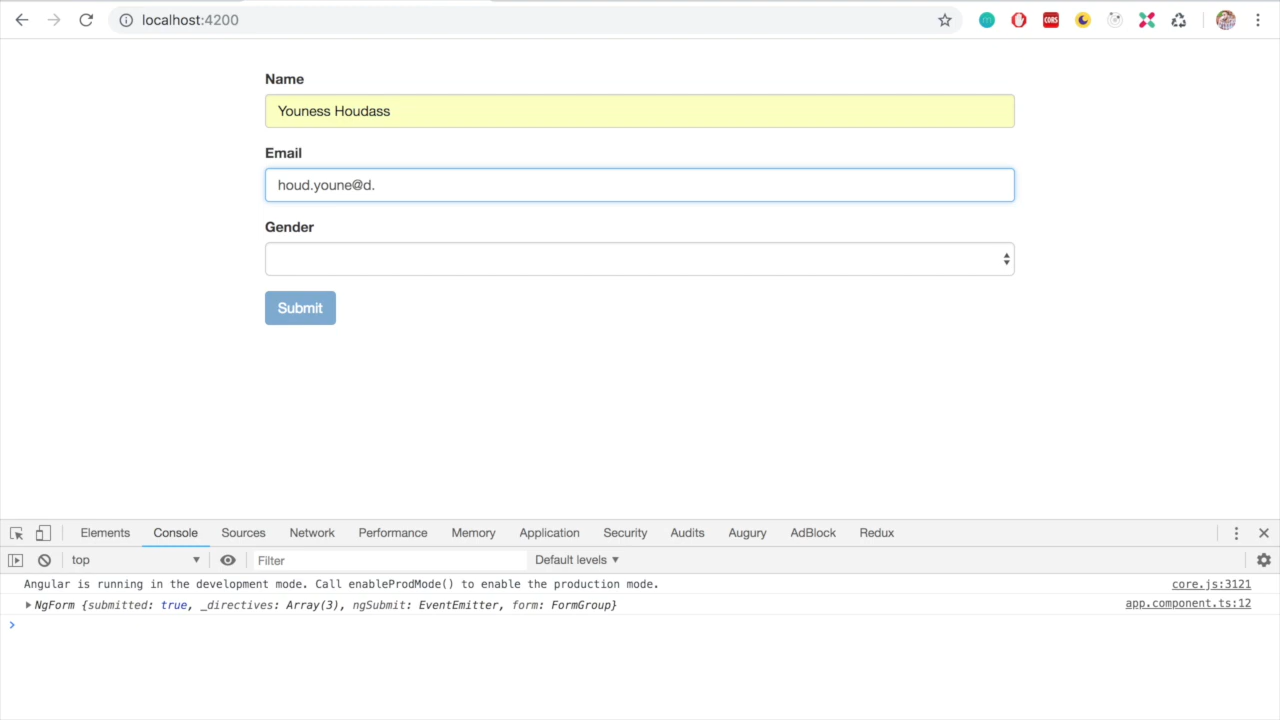 localhost:4200
CORS
Name
Youness Houdass
Email
houd.youne@d.
Gender
Submit
Elements Console Sources Network Performance Memory Application Security Audits Augury AdBlock Redux
top Filter Default levels
Angular is running in the development mode. Call enableProdMode() to enable the production mode. core.js:3121
NgForm {submitted: true, _directives: Array(3), ngSubmit: EventEmitter, form: FormGroup} app.component.ts:12